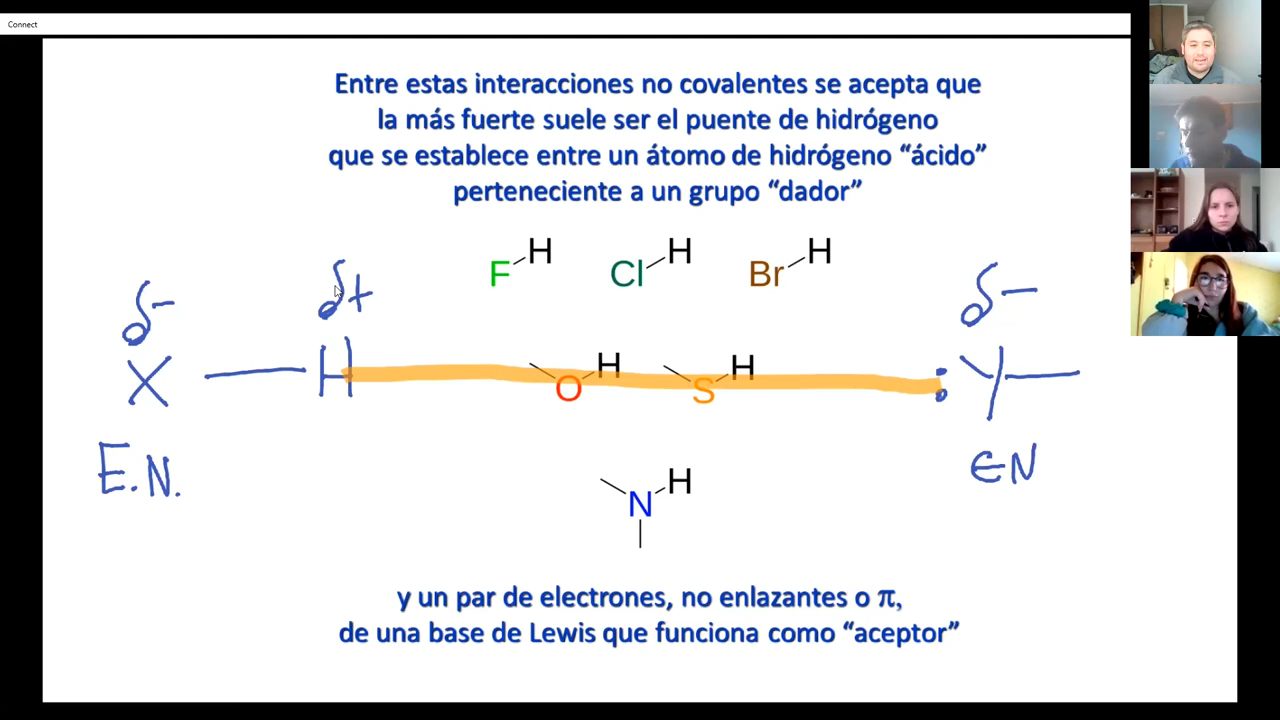 Connect
Entre estas interacciones no covalentes se acepta que
la más fuerte suele ser el puente de hidrógeno
que se establece entre un átomo de hidrógeno “ácido”
perteneciente a un grupo “dador”
F H Cl H Br H
δ− δ+ δ−
X — H O H S H : Y —
E.N. EN
N H
y un par de electrones, no enlazantes o π,
de una base de Lewis que funciona como “aceptor”